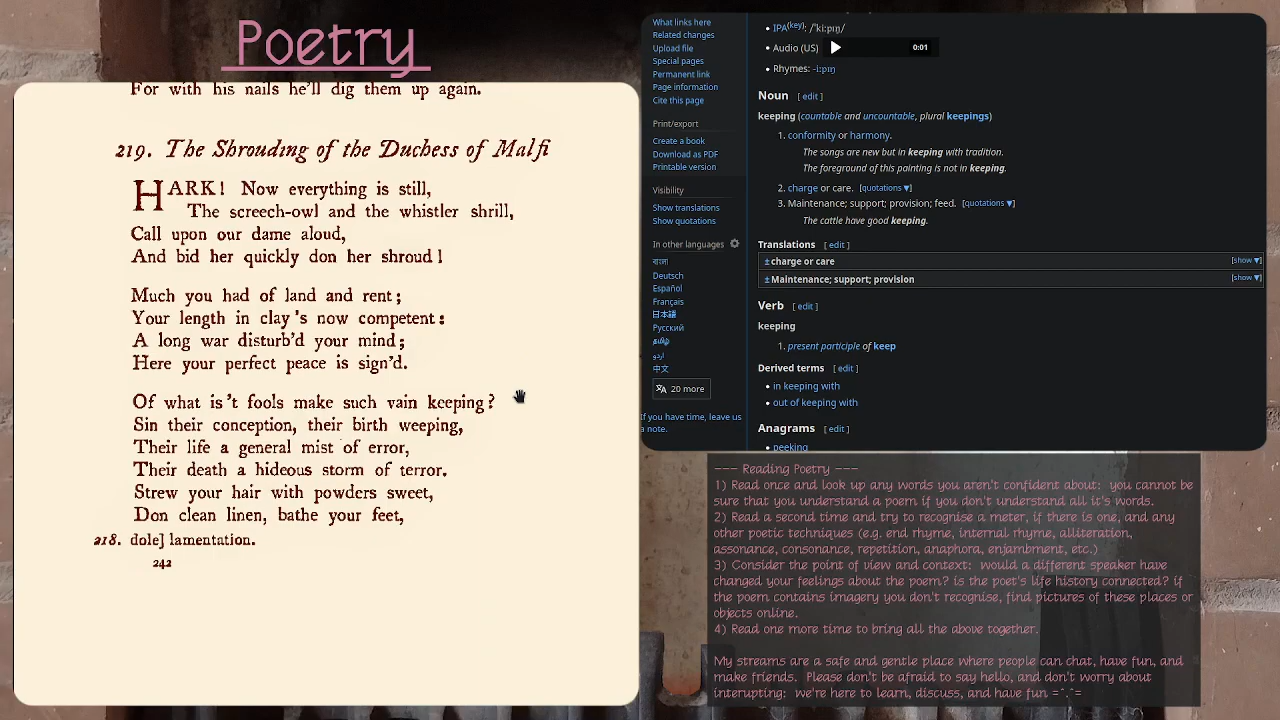 Poetry
For with his nails he'll dig them up again.
219. The Shrouding of the Duchess of Malfi
HARK! Now everything is still,
The screech-owl and the whistler shrill,
Call upon our dame aloud,
And bid her quickly don her shroud!
Much you had of land and rent;
Your length in clay 's now competent:
A long war disturb'd your mind;
Here your perfect peace is sign'd.
Of what is 't fools make such vain keeping?
Sin their conception, their birth weeping,
Their life a general mist of error,
Their death a hideous storm of terror.
Strew your hair with powders sweet,
Don clean linen, bathe your feet,
218. dole] lamentation.
242
What links here
Related changes
Upload file
Special pages
Permanent link
Page information
Cite this page
Print/export
Create a book
Download as PDF
Printable version
Visibility
Show translations
Show quotations
In other languages
বাংলা
Deutsch
Español
Français
日本語
Русский
தமிழ்
اردو
中文
20 more
If you have time, leave us
a note.
IPA(key): /ˈkiːpɪŋ/
Audio (US) 0:01
Rhymes: -iːpɪŋ
Noun [ edit ]
keeping (countable and uncountable, plural keepings)
1. conformity or harmony.
The songs are new but in keeping with tradition.
The foreground of this painting is not in keeping.
2. charge or care. [quotations ▼]
3. Maintenance; support; provision; feed. [quotations ▼]
The cattle have good keeping.
Translations [ edit ]
±charge or care [show ▼]
±Maintenance; support; provision [show ▼]
Verb [ edit ]
keeping
1. present participle of keep
Derived terms [ edit ]
in keeping with
out of keeping with
Anagrams [ edit ]
peeking
--- Reading Poetry ---
1) Read once and look up any words you aren't confident about: you cannot be
sure that you understand a poem if you don't understand all it's words.
2) Read a second time and try to recognise a meter, if there is one, and any
other poetic techniques (e.g. end rhyme, internal rhyme, alliteration,
assonance, consonance, repetition, anaphora, enjambment, etc.)
3) Consider the point of view and context: would a different speaker have
changed your feelings about the poem? is the poet's life history connected? if
the poem contains imagery you don't recognise, find pictures of these places or
objects online.
4) Read one more time to bring all the above together.
My streams are a safe and gentle place where people can chat, have fun, and
make friends. Please don't be afraid to say hello, and don't worry about
interupting: we're here to learn, discuss, and have fun =^.^=